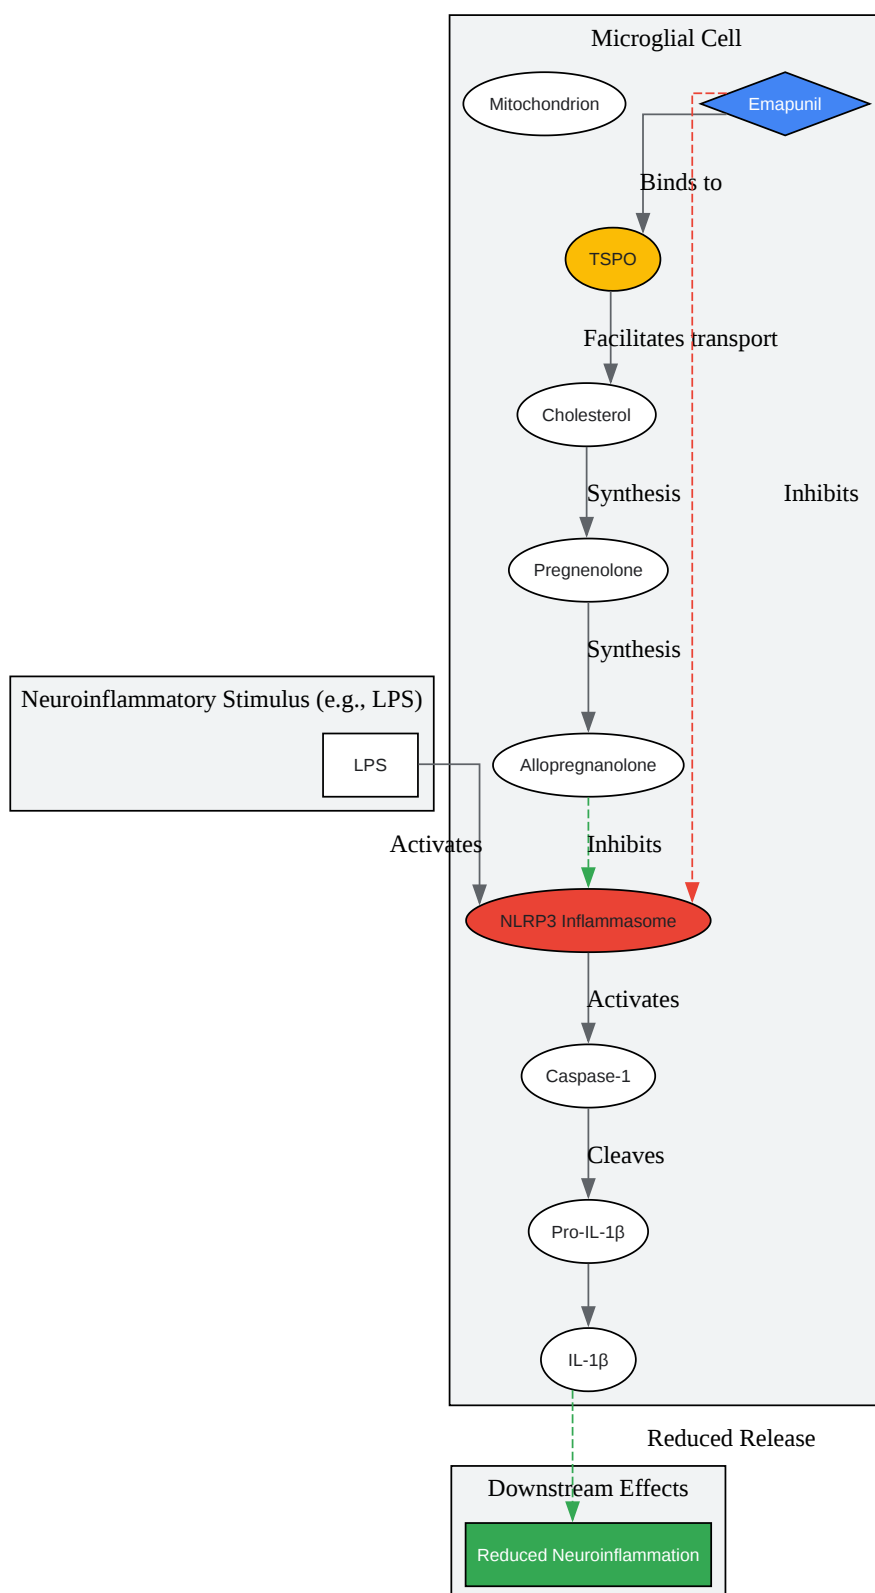 Microglial Cell
Mitochondrion
Emapunil
Binds to
TSPO
Facilitates transport
Cholesterol
Synthesis
Inhibits
Pregnenolone
Synthesis
Neuroinflammatory Stimulus (e.g., LPS)
LPS
Allopregnanolone
Activates
Inhibits
NLRP3 Inflammasome
Activates
Caspase-1
Cleaves
Pro-IL-1β
IL-1β
Reduced Release
Downstream Effects
Reduced Neuroinflammation